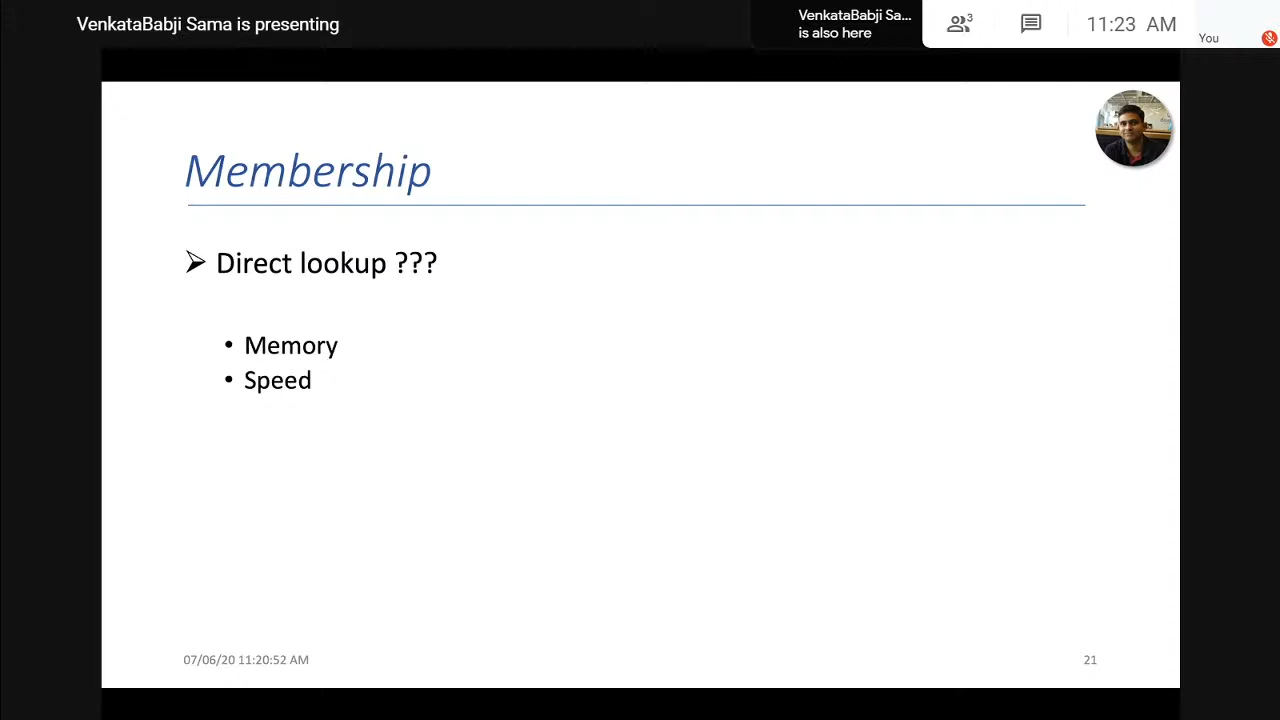 VenkataBabji Sama is presenting
VenkataBabji Sa...
is also here
3
11:23 AM
You
Membership
Direct lookup ???
• Memory
• Speed
07/06/20 11:20:52 AM
21